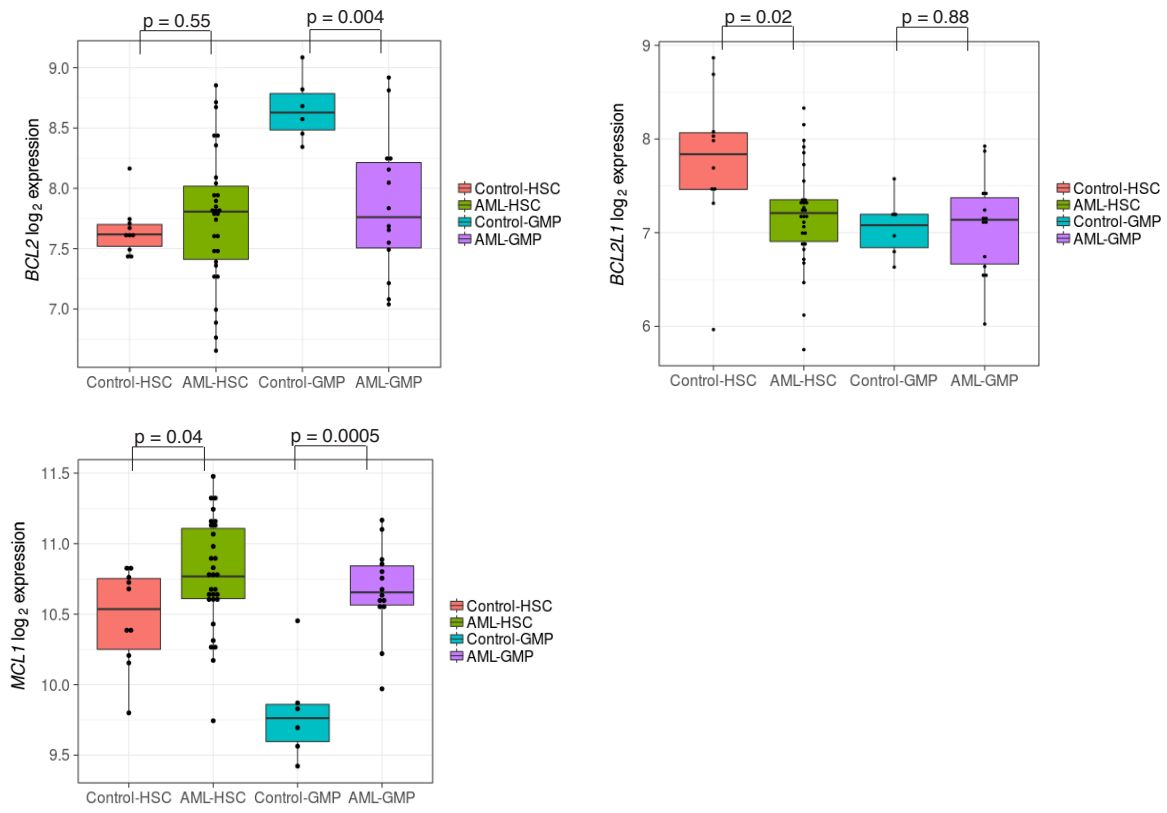 p = 0.55
p = 0.004
BCL2 log2 expression
9.0
8.5
8.0
7.5
7.0
Control-HSC
AML-HSC
Control-GMP
AML-GMP
Control-HSC
AML-HSC
Control-GMP
AML-GMP
p = 0.02
p = 0.88
BCL2L1 log2 expression
9
8
7
6
Control-HSC
AML-HSC
Control-GMP
AML-GMP
Control-HSC
AML-HSC
Control-GMP
AML-GMP
p = 0.04
p = 0.0005
MCL1 log2 expression
11.5
11.0
10.5
10.0
9.5
Control-HSC
AML-HSC
Control-GMP
AML-GMP
Control-HSC
AML-HSC
Control-GMP
AML-GMP